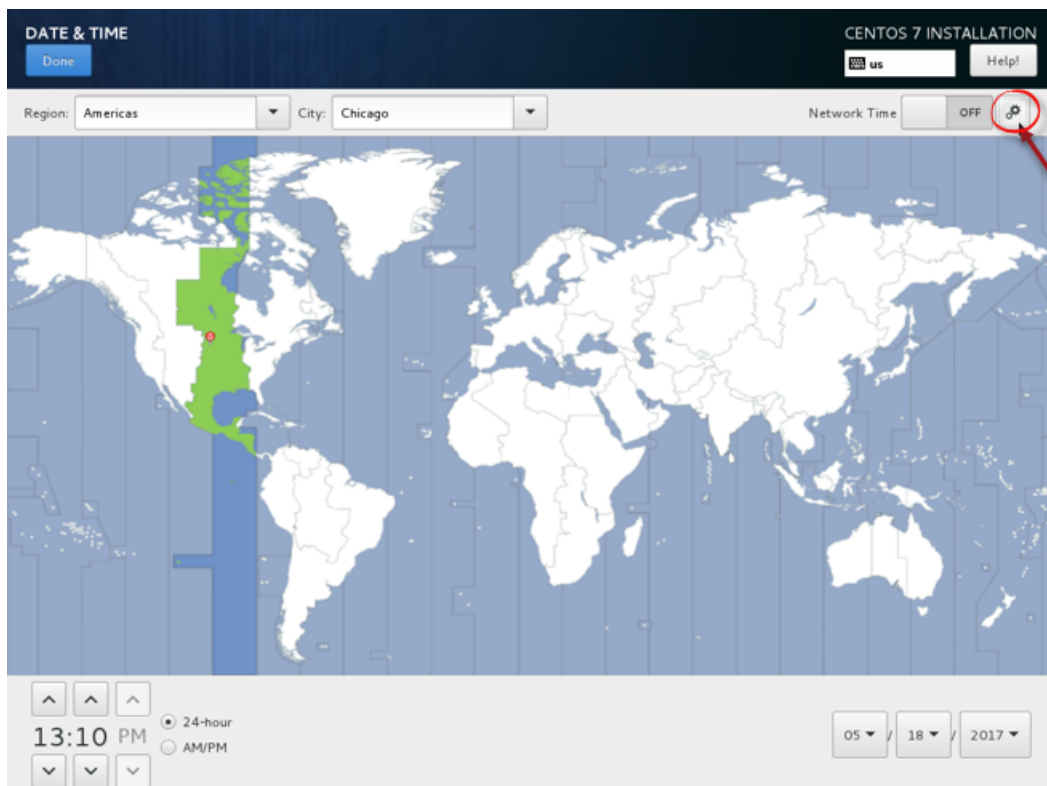 DATE & TIME
CENTOS 7 INSTALLATION
Done
us
Help!
Region: Americas City: Chicago Network Time OFF
24-hour
13:10 PM
AM/PM
05 / 18 / 2017